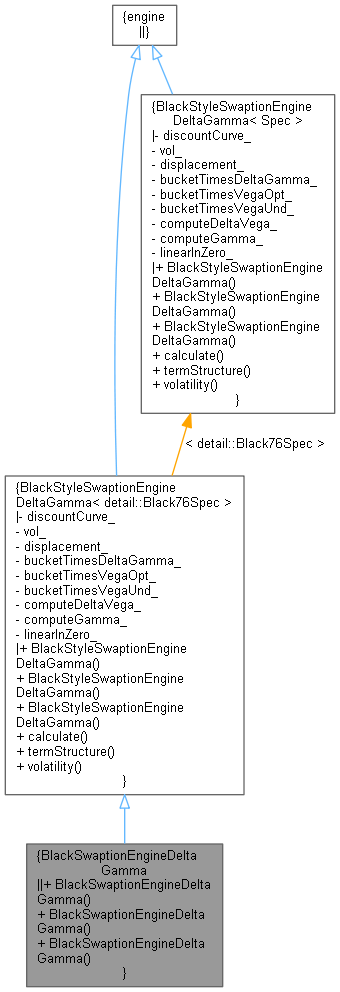 {engine
||}
{BlackStyleSwaptionEngine
DeltaGamma< Spec >
|- discountCurve_
- vol_
- displacement_
- bucketTimesDeltaGamma_
- bucketTimesVegaOpt_
- bucketTimesVegaUnd_
- computeDeltaVega_
- computeGamma_
- linearInZero_
|+ BlackStyleSwaptionEngine
DeltaGamma()
+ BlackStyleSwaptionEngine
DeltaGamma()
+ BlackStyleSwaptionEngine
DeltaGamma()
+ calculate()
+ termStructure()
+ volatility()
}
< detail::Black76Spec >
{BlackStyleSwaptionEngine
DeltaGamma< detail::Black76Spec >
|- discountCurve_
- vol_
- displacement_
- bucketTimesDeltaGamma_
- bucketTimesVegaOpt_
- bucketTimesVegaUnd_
- computeDeltaVega_
- computeGamma_
- linearInZero_
|+ BlackStyleSwaptionEngine
DeltaGamma()
+ BlackStyleSwaptionEngine
DeltaGamma()
+ BlackStyleSwaptionEngine
DeltaGamma()
+ calculate()
+ termStructure()
+ volatility()
}
{BlackSwaptionEngineDelta
Gamma
||+ BlackSwaptionEngineDelta
Gamma()
+ BlackSwaptionEngineDelta
Gamma()
+ BlackSwaptionEngineDelta
Gamma()
}